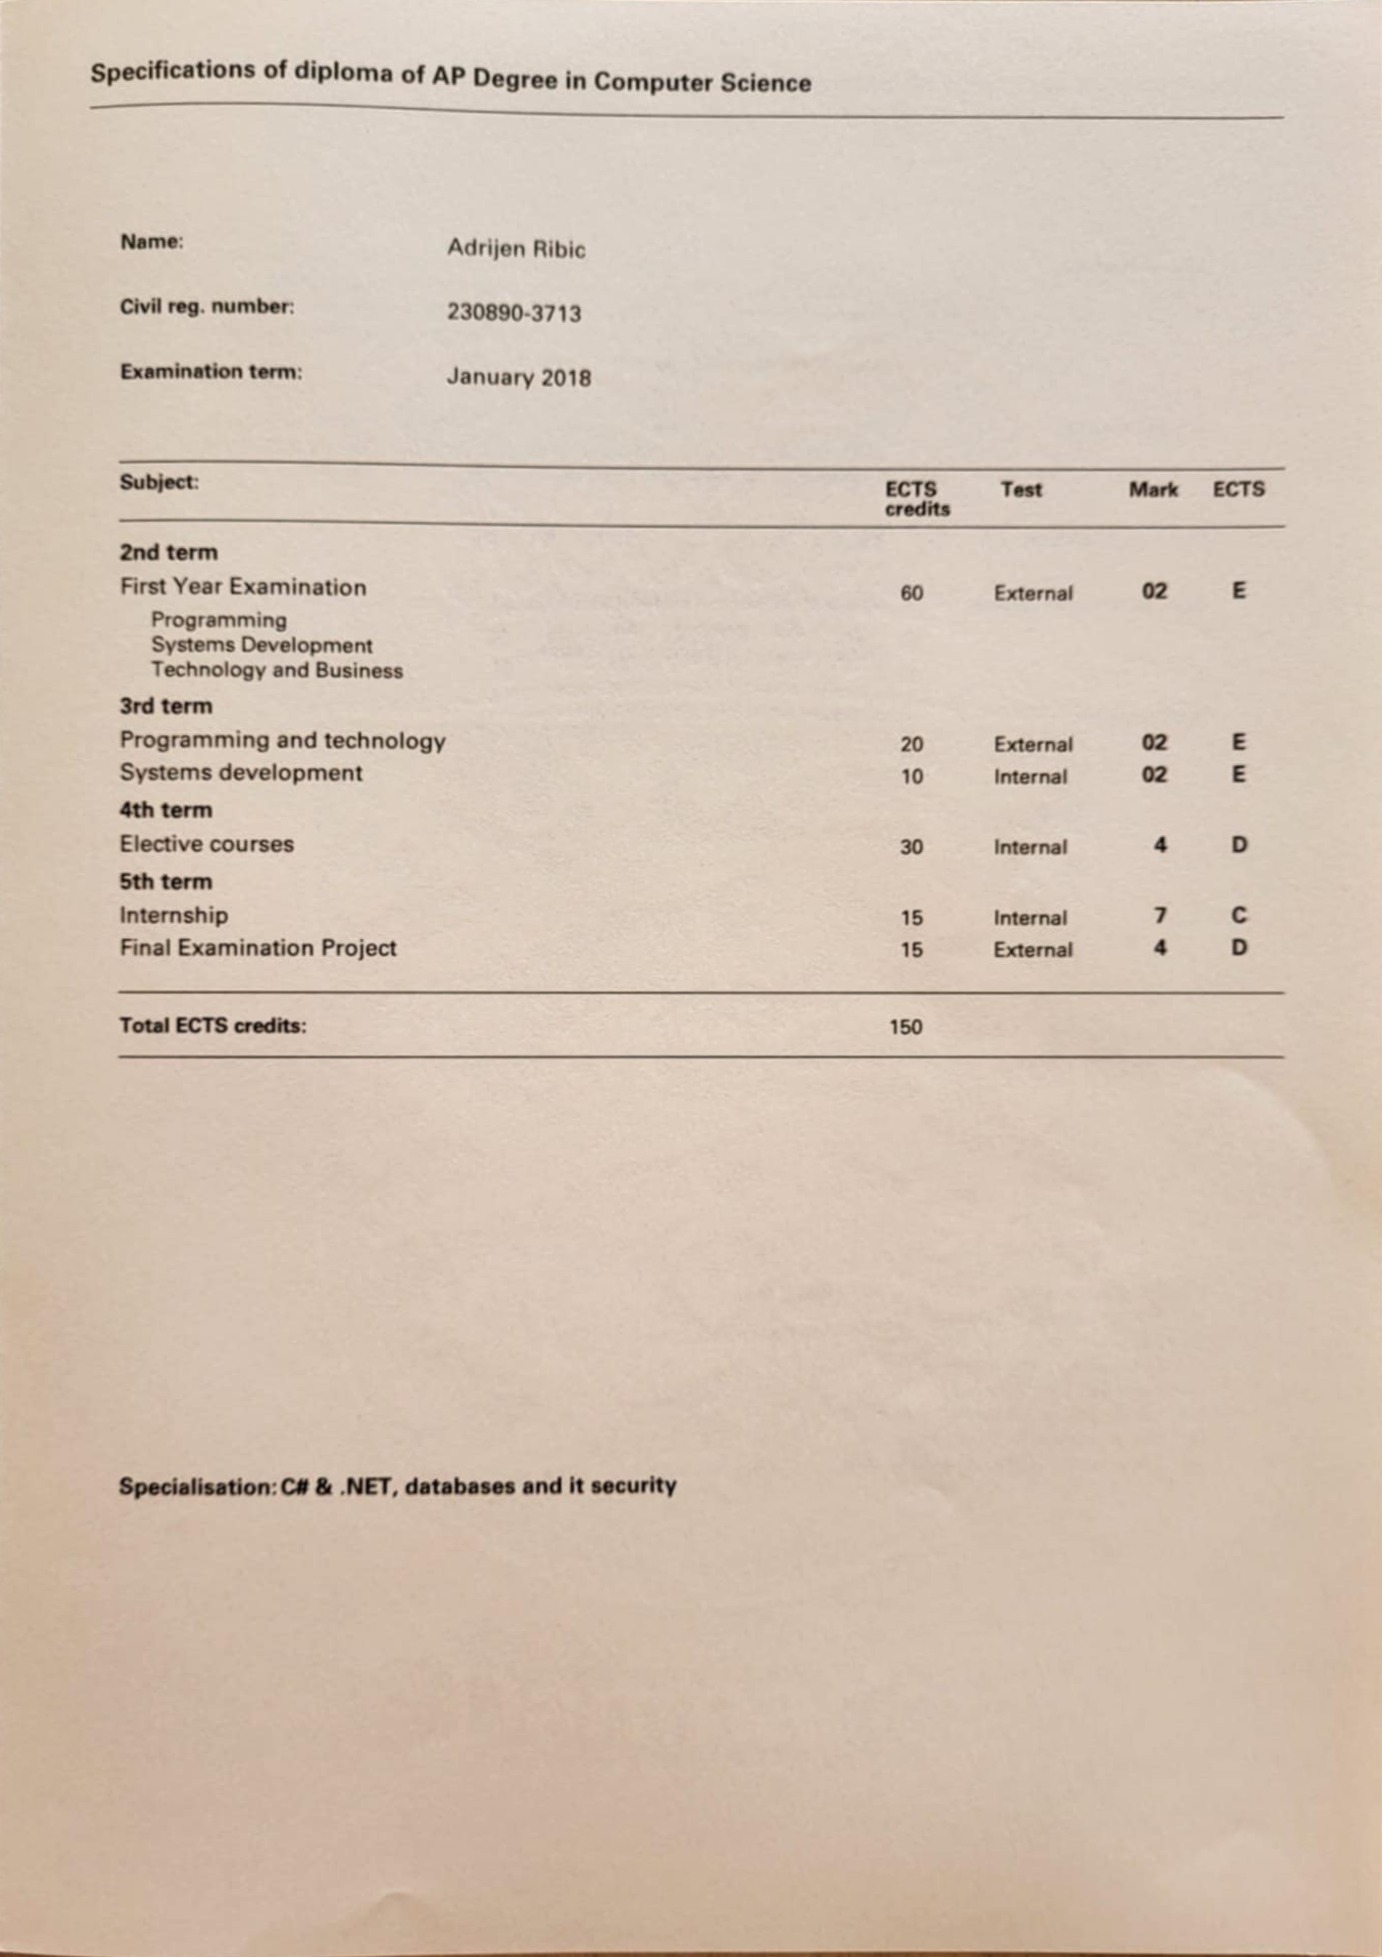 Specifications of diploma of AP Degree in Computer Science
Name: Adrijen Ribic
Civil reg. number: 230890-3713
Examination term: January 2018
Subject: ECTS credits Test Mark ECTS
2nd term
First Year Examination 60 External 02 E
Programming
Systems Development
Technology and Business
3rd term
Programming and technology 20 External 02 E
Systems development 10 Internal 02 E
4th term
Elective courses 30 Internal 4 D
5th term
Internship 15 Internal 7 C
Final Examination Project 15 External 4 D
Total ECTS credits: 150
Specialisation: C# & .NET, databases and it security